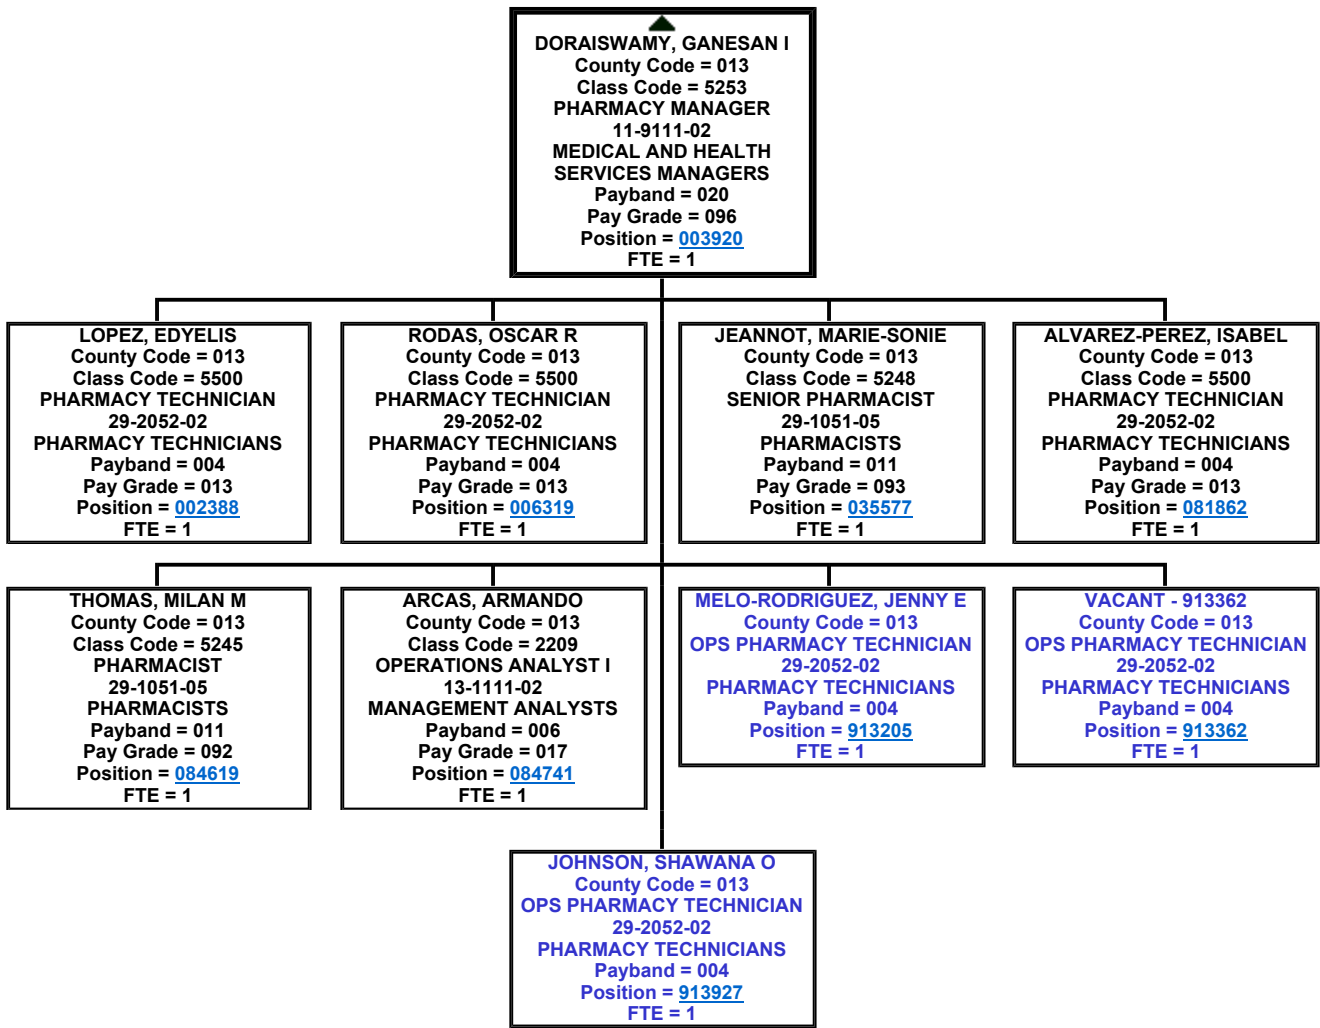 DORAISWAMY, GANESAN I
County Code = 013
Class Code = 5253
PHARMACY MANAGER
11-9111-02
MEDICAL AND HEALTH
SERVICES MANAGERS
Payband = 020
Pay Grade = 096
Position = 003920
FTE = 1
LOPEZ, EDYELIS
County Code = 013
Class Code = 5500
PHARMACY TECHNICIAN
29-2052-02
PHARMACY TECHNICIANS
Payband = 004
Pay Grade = 013
Position = 002388
FTE = 1
RODAS, OSCAR R
County Code = 013
Class Code = 5500
PHARMACY TECHNICIAN
29-2052-02
PHARMACY TECHNICIANS
Payband = 004
Pay Grade = 013
Position = 006319
FTE = 1
JEANNOT, MARIE-SONIE
County Code = 013
Class Code = 5248
SENIOR PHARMACIST
29-1051-05
PHARMACISTS
Payband = 011
Pay Grade = 093
Position = 035577
FTE = 1
ALVAREZ-PEREZ, ISABEL
County Code = 013
Class Code = 5500
PHARMACY TECHNICIAN
29-2052-02
PHARMACY TECHNICIANS
Payband = 004
Pay Grade = 013
Position = 081862
FTE = 1
THOMAS, MILAN M
County Code = 013
Class Code = 5245
PHARMACIST
29-1051-05
PHARMACISTS
Payband = 011
Pay Grade = 092
Position = 084619
FTE = 1
ARCAS, ARMANDO
County Code = 013
Class Code = 2209
OPERATIONS ANALYST I
13-1111-02
MANAGEMENT ANALYSTS
Payband = 006
Pay Grade = 017
Position = 084741
FTE = 1
MELO-RODRIGUEZ, JENNY E
County Code = 013
OPS PHARMACY TECHNICIAN
29-2052-02
PHARMACY TECHNICIANS
Payband = 004
Position = 913205
FTE = 1
VACANT - 913362
County Code = 013
OPS PHARMACY TECHNICIAN
29-2052-02
PHARMACY TECHNICIANS
Payband = 004
Position = 913362
FTE = 1
JOHNSON, SHAWANA O
County Code = 013
OPS PHARMACY TECHNICIAN
29-2052-02
PHARMACY TECHNICIANS
Payband = 004
Position = 913927
FTE = 1